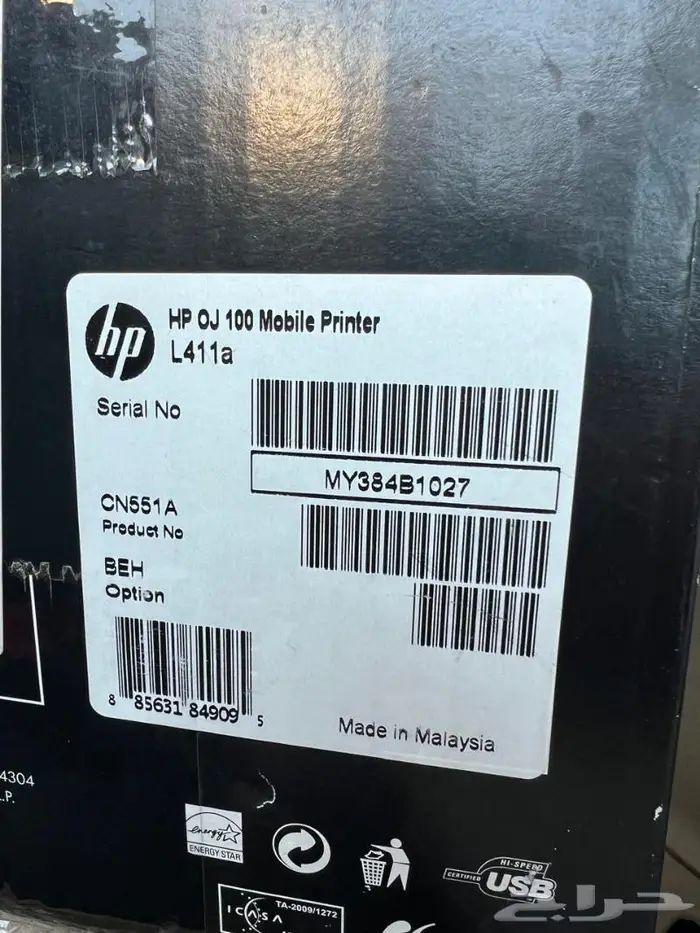 hp
HP OJ 100 Mobile Printer
L411a
Serial No
MY384B1027
CN551A
Product No
BEH
Option
8 85631 84909 5
Made in Malaysia
4304
.P.
energy
ENERGY STAR
HI-SPEED
CERTIFIED
USB
TA-2009/1272
ICASA
حراج